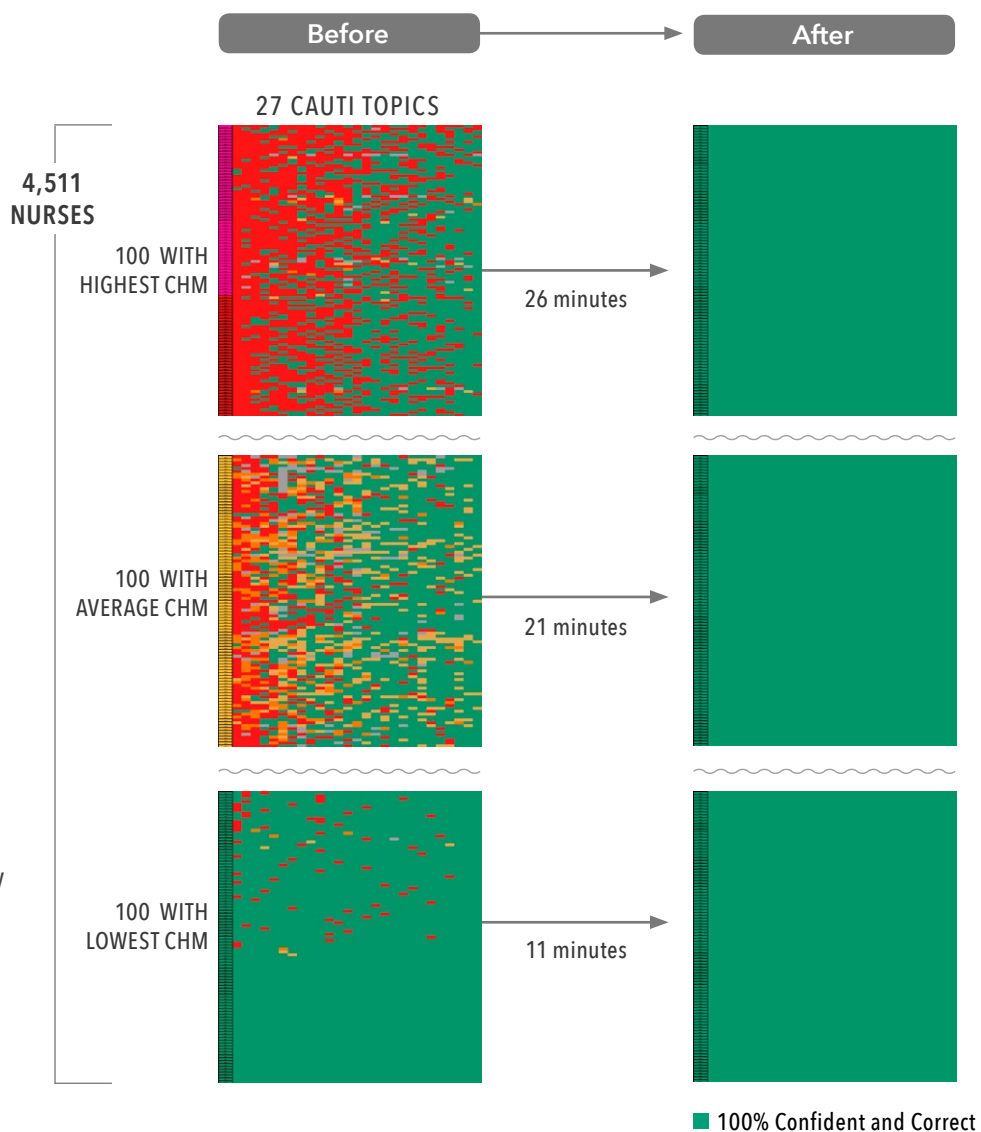 Before
After
27 CAUTI TOPICS
4,511
NURSES
100 WITH
HIGHEST CHM
26 minutes
100 WITH
AVERAGE CHM
21 minutes
100 WITH
LOWEST CHM
11 minutes
100% Confident and Correct